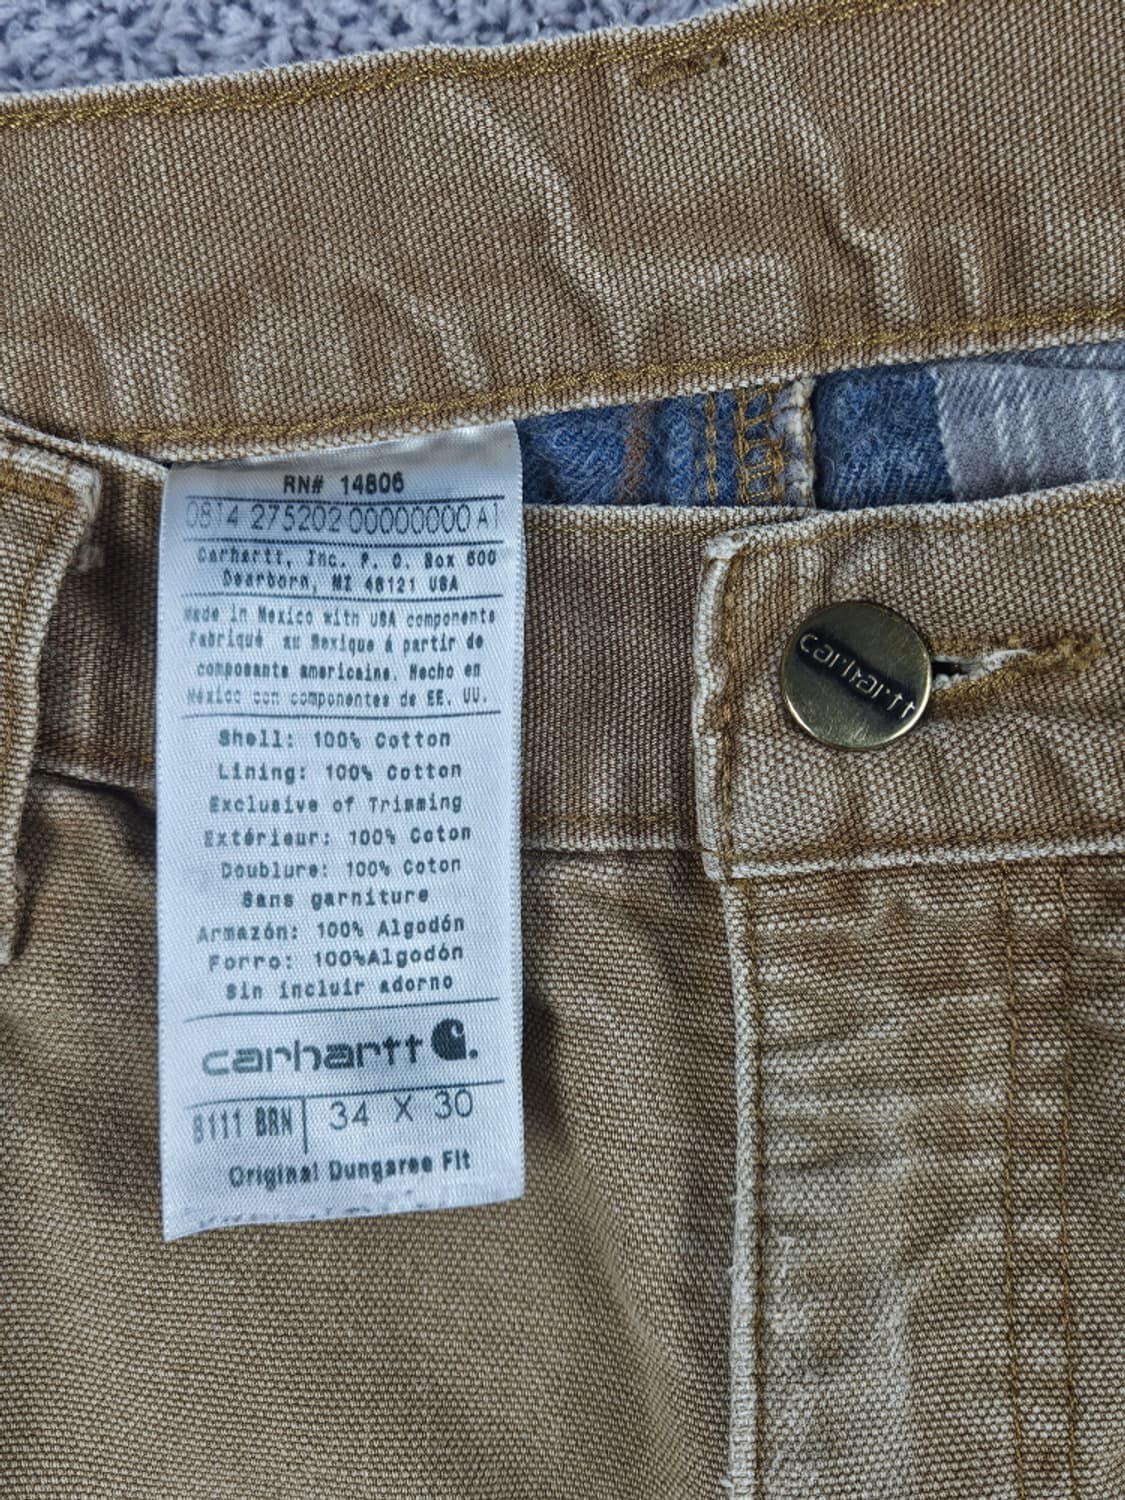 RN# 14806
0814 275202 00000000 A1
Carhartt, Inc. P. O. Box 600
Dearborn, MI 48121 USA
Made in Mexico with USA components
Fabriqué au Mexique á partir de
composants americains. Hecho en
México con componentes de EE. UU.
Shell: 100% Cotton
Lining: 100% Cotton
Exclusive of Trimming
Extérieur: 100% Coton
Doublure: 100% Coton
Sans garniture
Armazón: 100% Algodón
Forro: 100%Algodón
Sin incluir adorno
carhartt
B111 BRN 34 X 30
Original Dungaree Fit
carhartt